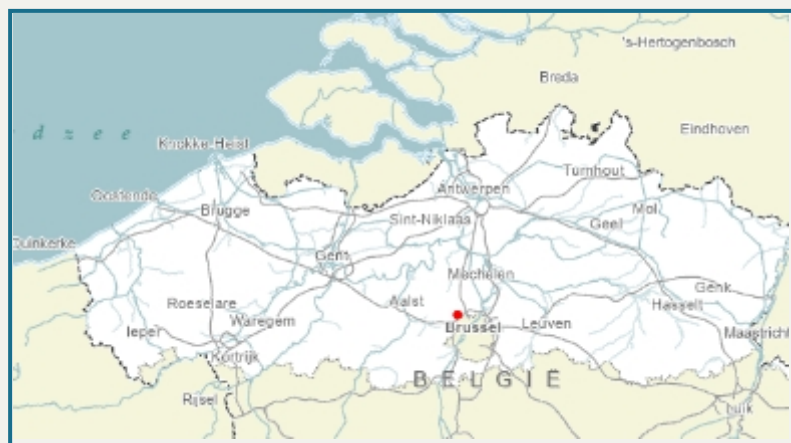 's-Hertogenbosch
Breda
d z e e
Eindhoven
Knokke-Heist
Turnhout
Antwerpen
Oostende
Mol
Brugge
Sint-Niklaas
Geel
Duinkerke
Gent
Mechelen
Genk
Roeselare
Aalst
Hasselt
Waregem
Brussel
Leuven
Ieper
Maastricht
Kortrijk
BELGIË
Rijsel
Luik